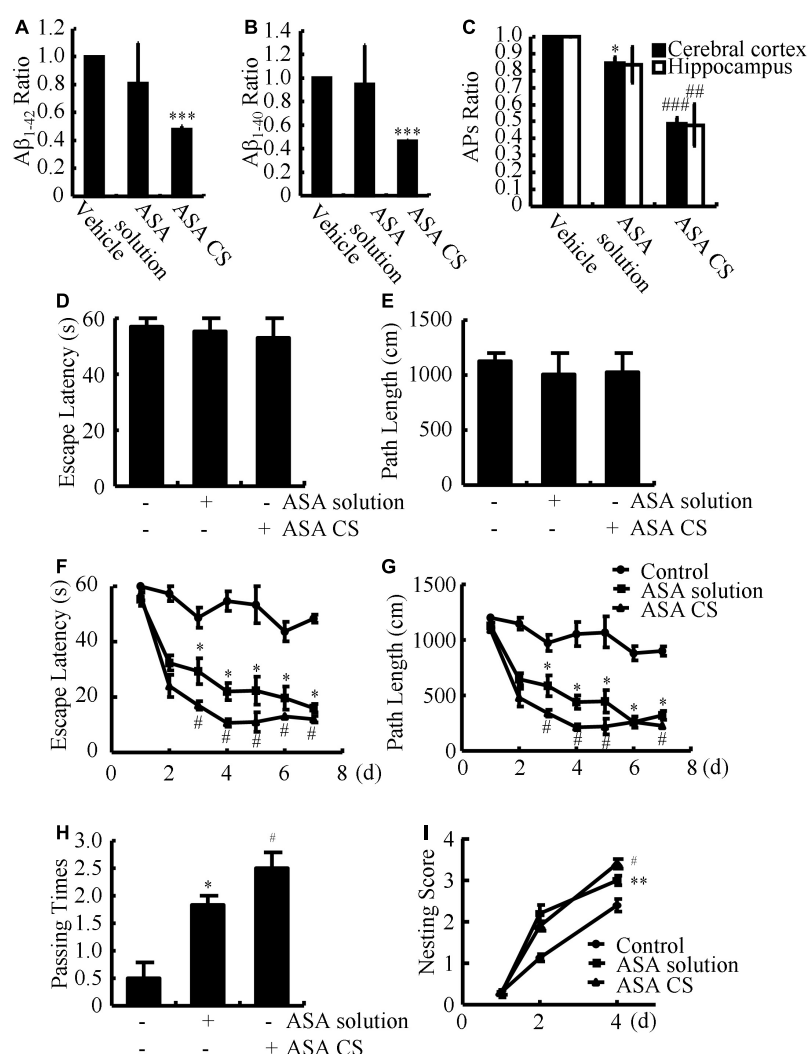 A
Aβ1-42 Ratio
1.2
1.0
0.8
0.6
0.4
0.2
0
***
Vehicle
ASA solution
ASA CS
B
Aβ1-40 Ratio
1.4
1.2
1.0
0.8
0.6
0.4
0.2
0
***
Vehicle
ASA solution
ASA CS
C
APs Ratio
1.0
0.9
0.8
0.7
0.6
0.5
0.4
0.3
0.2
0.1
0
Cerebral cortex
Hippocampus
*
###
##
Vehicle
ASA solution
ASA CS
D
Escape Latency (s)
60
40
20
0
- + - ASA solution
- - + ASA CS
E
Path Length (cm)
1500
1000
500
0
- + - ASA solution
- - + ASA CS
F
Escape Latency (s)
60
40
20
0
* * * * *
# # # # #
0 2 4 6 8 (d)
G
Path Length (cm)
1500
1000
500
0
Control
ASA solution
ASA CS
* * * * *
# # # #
0 2 4 6 8 (d)
H
Passing Times
3.0
2.5
2.0
1.5
1.0
0.5
0
*
#
- + - ASA solution
- - + ASA CS
I
Nesting Score
4
3
2
1
0
#
**
Control
ASA solution
ASA CS
0 2 4 (d)